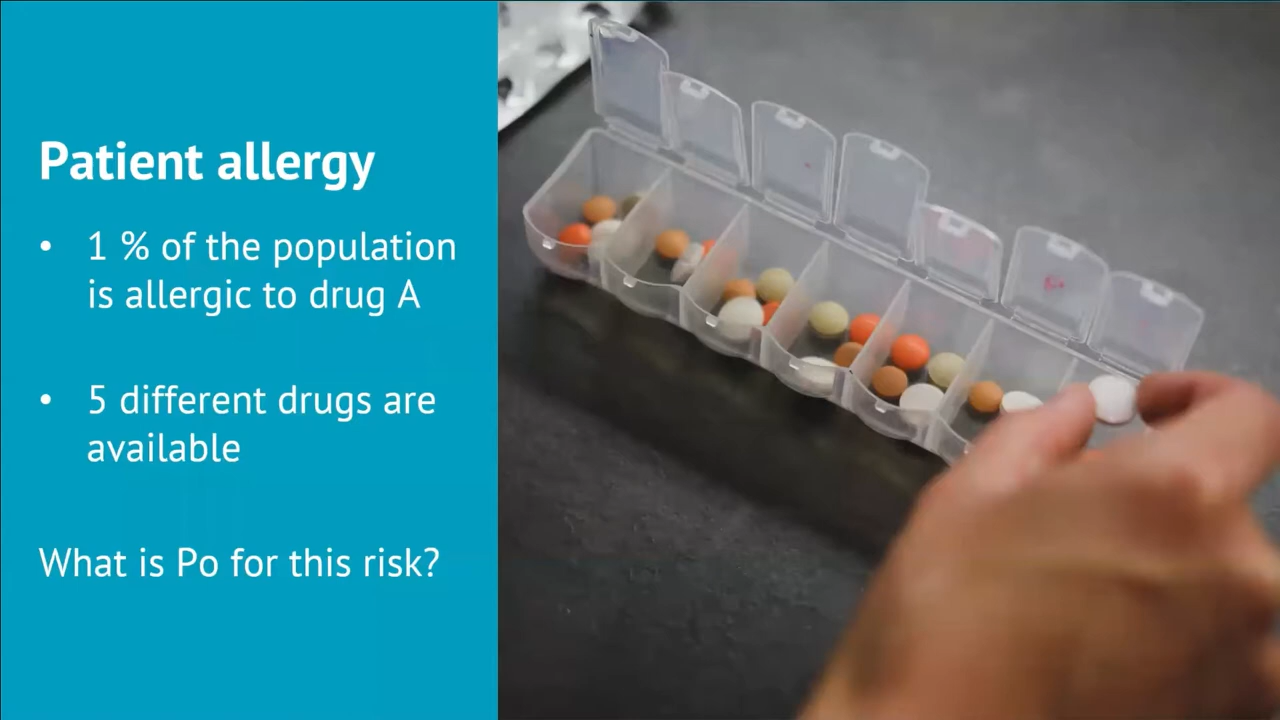 Patient allergy
• 1 % of the population
is allergic to drug A
• 5 different drugs are
available
What is Po for this risk?